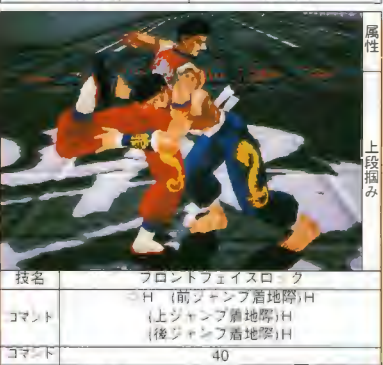 属性
上段掴み
技名 フロントフェイスロック
H (前ジャンプ着地際)H
コマンド (上ジャンプ着地際)H
(後ジャンプ着地際)H
コマンド 40